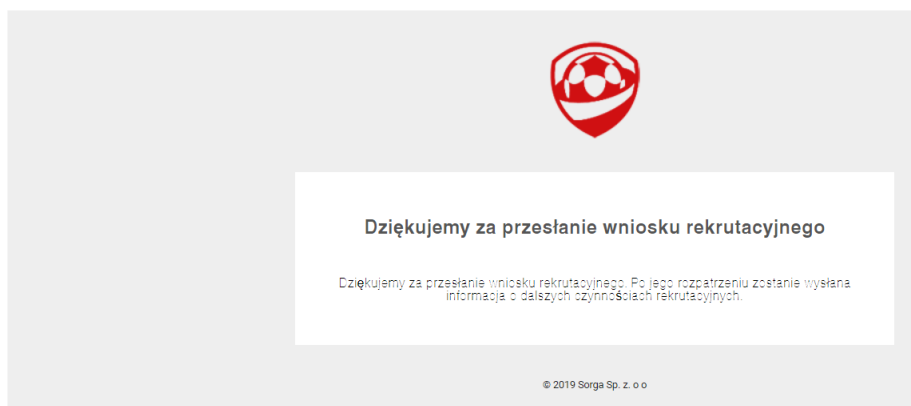 Dziękujemy za przesłanie wniosku rekrutacyjnego
Dziękujemy za przesłanie wniosku rekrutacyjnego. Po jego rozpatrzeniu zostanie wysłana
informacja o dalszych czynnościach rekrutacyjnych.
© 2019 Sorga Sp. z. o o